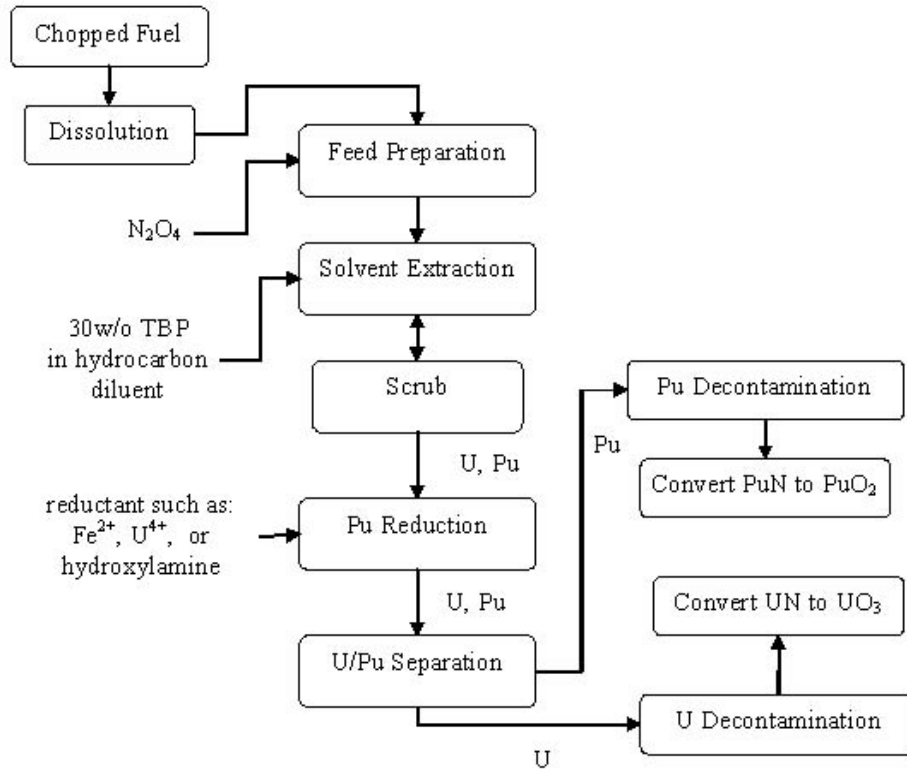 Chopped Fuel
Dissolution
Feed Preparation
N₂O₄
Solvent Extraction
30w/o TBP
in hydrocarbon
diluent
Scrub
U, Pu
reductant such as:
Fe²⁺, U⁴⁺, or
hydroxylamine
Pu Reduction
U, Pu
U/Pu Separation
Pu
Pu Decontamination
Convert PuN to PuO₂
Convert UN to UO₃
U Decontamination
U